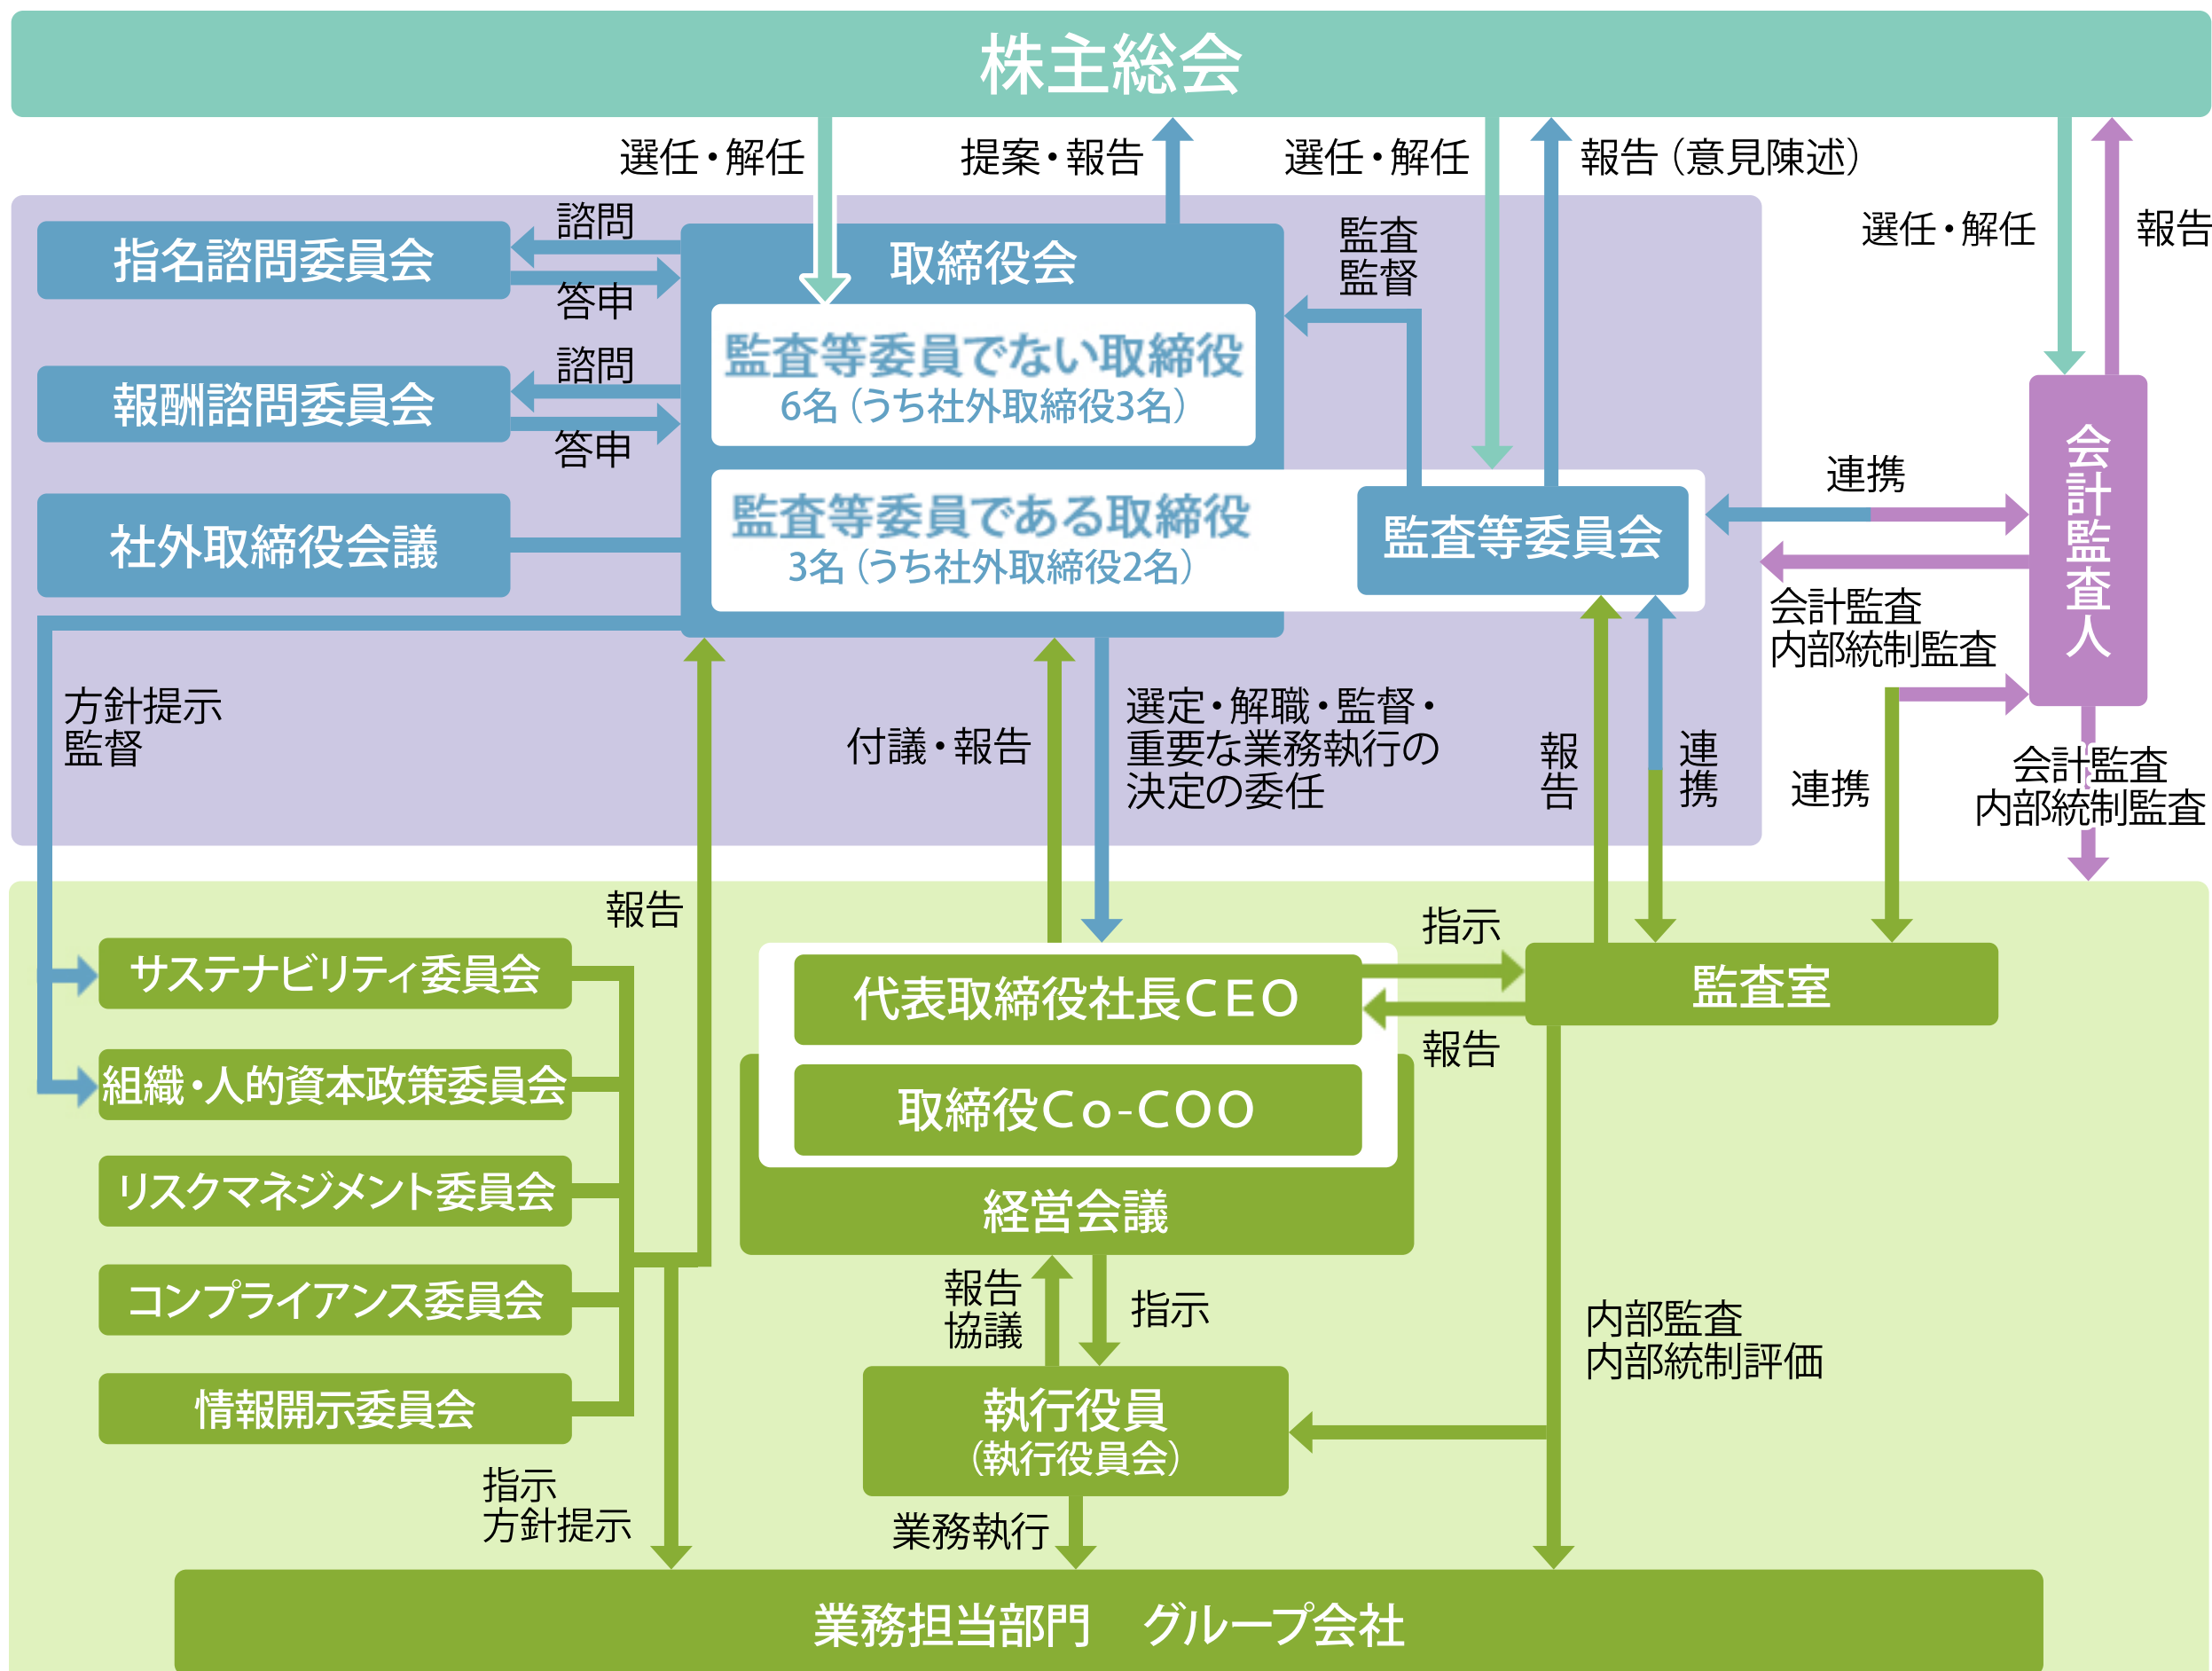 株主総会
選任・解任
提案・報告
選任・解任
報告（意見陳述）
選任・解任
報告
指名諮問委員会
諮問
答申
取締役会
監査
監督
監査等委員でない取締役
6名（うち社外取締役3名）
報酬諮問委員会
諮問
答申
監査等委員である取締役
3名（うち社外取締役2名）
監査等委員会
社外取締役会議
連携
会計監査人
会計監査
内部統制監査
方針提示
監督
付議・報告
選定・解職・監督・
重要な業務執行の
決定の委任
報告
連携
連携
会計監査
内部統制監査
報告
サステナビリティ委員会
組織・人的資本政策委員会
リスクマネジメント委員会
コンプライアンス委員会
情報開示委員会
代表取締役社長CEO
取締役Co-COO
経営会議
指示
報告
監査室
報告
協議
指示
内部監査
内部統制評価
執行役員
（執行役員会）
指示
方針提示
業務執行
業務担当部門　グループ会社